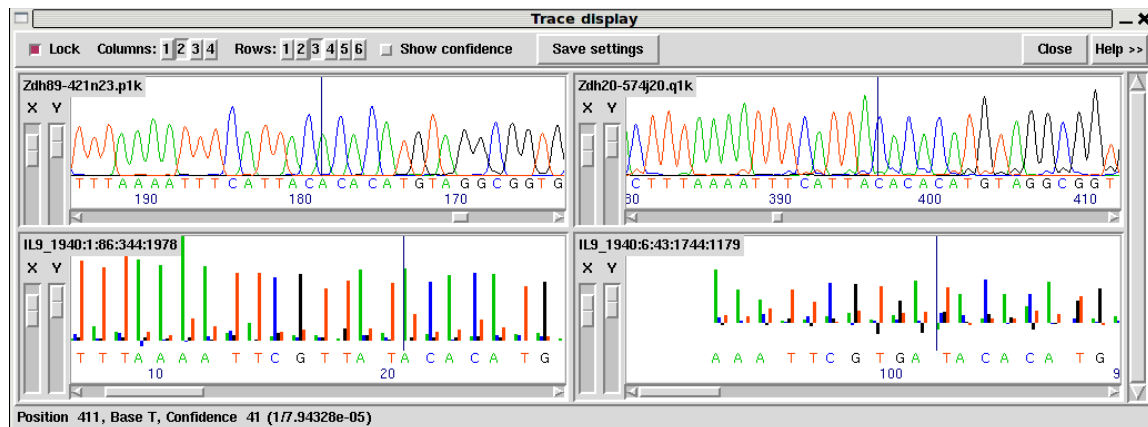 Trace display
Lock Columns: 1 2 3 4 Rows: 1 2 3 4 5 6 Show confidence Save settings Close Help >>
Zdh89-421n23.p1k
X Y
T T T A A A A T T T C A T T A C A C A C A T G T A G G C G G T G
190 180 170
Zdh20-574j20.q1k
X Y
C T T T A A A A T T T C A T T A C A C A C A T G T A G G C G G T
80 390 400 410
IL9_1940:1:86:344:1978
X Y
T T T A A A A T T C G T T A T A C A C A T G
10 20
IL9_1940:6:43:1744:1179
X Y
A A A T T C G T G A T A C A C A T G
100 9
Position 411, Base T, Confidence 41 (1/7.94328e-05)